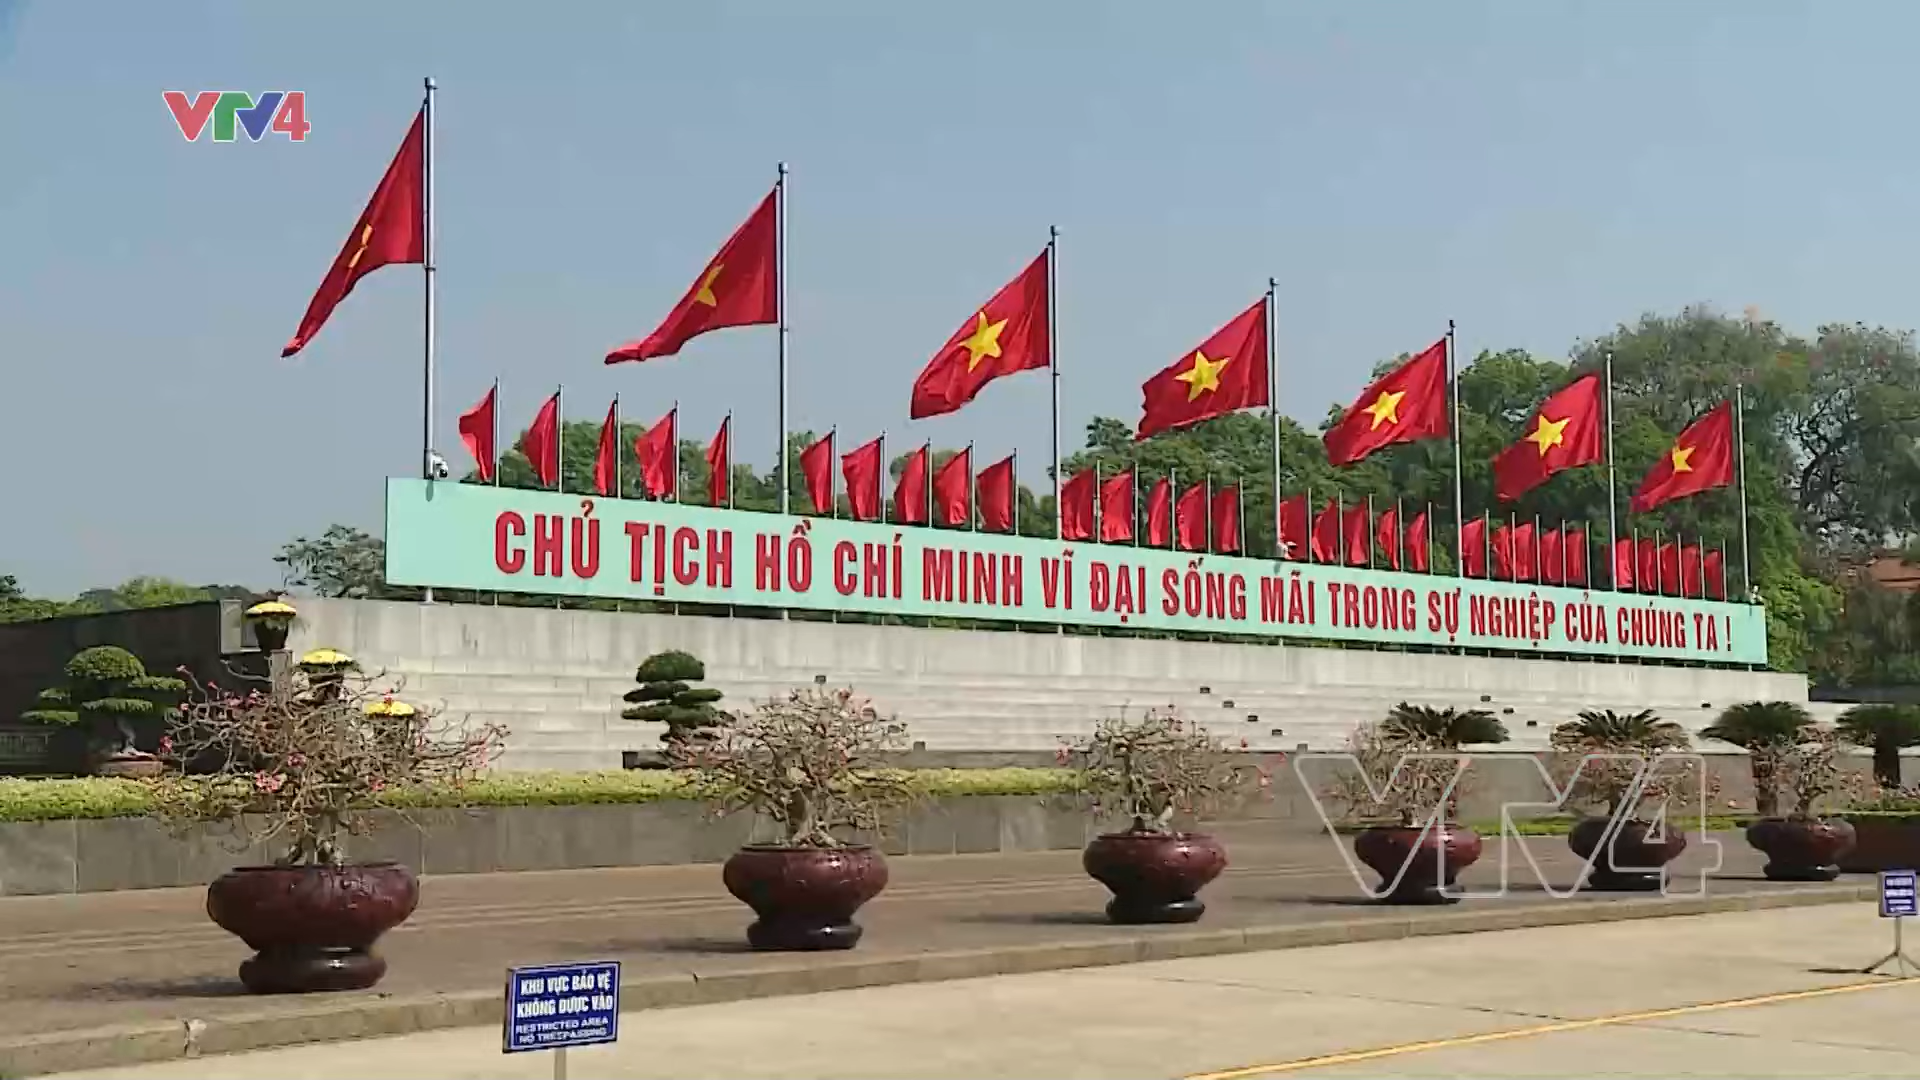 VTV4
CHỦ TỊCH HỒ CHÍ MINH VĨ ĐẠI SỐNG MÃI TRONG SỰ NGHIỆP CỦA CHÚNG TA !
VTV4
KHU VỰC BẢO VỆ
KHÔNG ĐƯỢC VÀO
RESTRICTED AREA
NO TRESPASSING